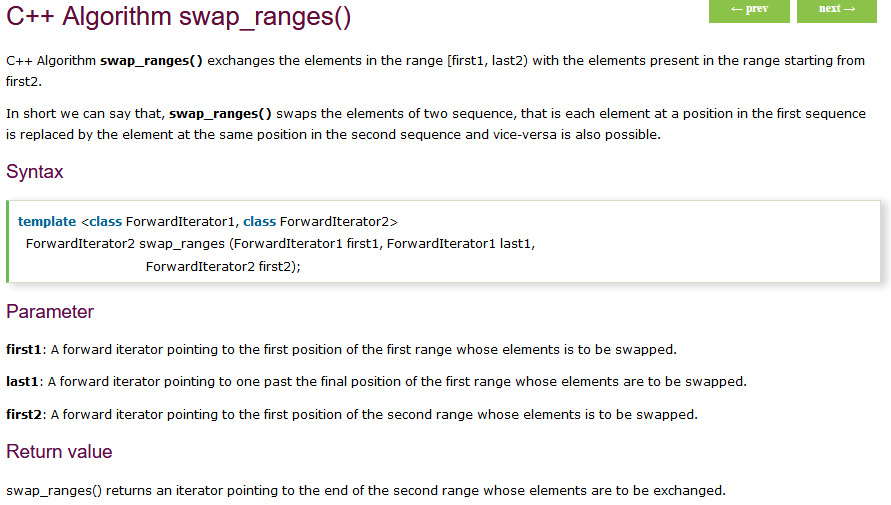 C++ Algorithm swap_ranges()
← prev
next →
C++ Algorithm swap_ranges() exchanges the elements in the range [first1, last2) with the elements present in the range starting from
first2.
In short we can say that, swap_ranges() swaps the elements of two sequence, that is each element at a position in the first sequence
is replaced by the element at the same position in the second sequence and vice-versa is also possible.
Syntax
template <class ForwardIterator1, class ForwardIterator2>
ForwardIterator2 swap_ranges (ForwardIterator1 first1, ForwardIterator1 last1,
ForwardIterator2 first2);
Parameter
first1: A forward iterator pointing to the first position of the first range whose elements is to be swapped.
last1: A forward iterator pointing to one past the final position of the first range whose elements are to be swapped.
first2: A forward iterator pointing to the first position of the second range whose elements is to be swapped.
Return value
swap_ranges() returns an iterator pointing to the end of the second range whose elements are to be exchanged.